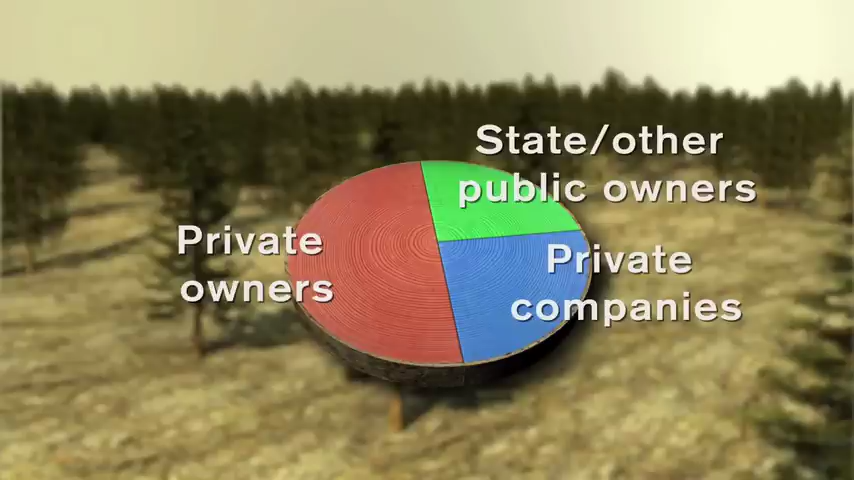 State/other
public owners
Private
owners
Private
companies